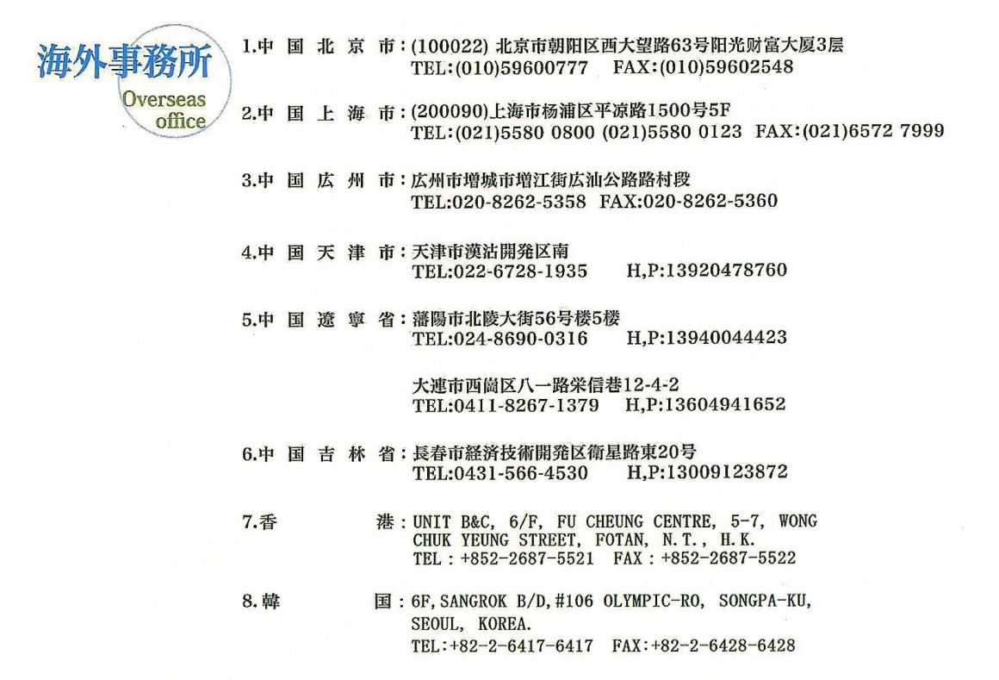 海外事務所
Overseas
office
1.中国北京市:(100022) 北京市朝阳区西大望路63号阳光财富大厦3层
TEL:(010)59600777 FAX:(010)59602548
2.中国上海市:(200090)上海市杨浦区平凉路1500号5F
TEL:(021)5580 0800 (021)5580 0123 FAX:(021)6572 7999
3.中国広州市:広州市増城市増江街広汕公路路村段
TEL:020-8262-5358 FAX:020-8262-5360
4.中国天津市:天津市漢沽開発区南
TEL:022-6728-1935 H,P:13920478760
5.中国遼寧省:藩陽市北陵大街56号楼5楼
TEL:024-8690-0316 H,P:13940044423
大連市西崗区八一路栄信巷12-4-2
TEL:0411-8267-1379 H,P:13604941652
6.中国吉林省:長春市経済技術開発区衛星路東20号
TEL:0431-566-4530 H,P:13009123872
7.香港:UNIT B&C, 6/F, FU CHEUNG CENTRE, 5-7, WONG
CHUK YEUNG STREET, FOTAN, N.T., H.K.
TEL : +852-2687-5521 FAX : +852-2687-5522
8.韓国:6F,SANGROK B/D,#106 OLYMPIC-RO, SONGPA-KU,
SEOUL, KOREA.
TEL:+82-2-6417-6417 FAX:+82-2-6428-6428